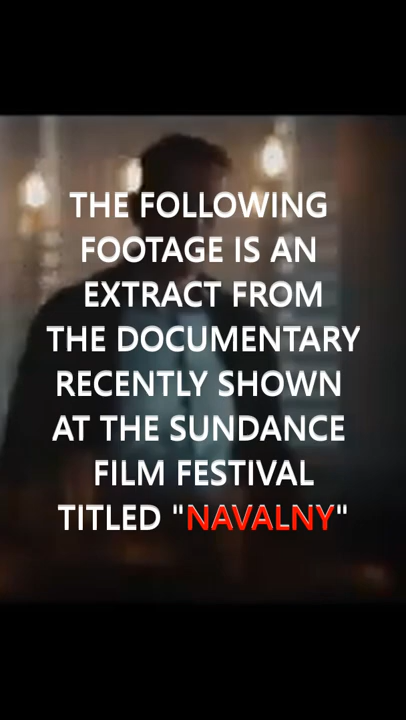 THE FOLLOWING
FOOTAGE IS AN
EXTRACT FROM
THE DOCUMENTARY
RECENTLY SHOWN
AT THE SUNDANCE
FILM FESTIVAL
TITLED "NAVALNY"